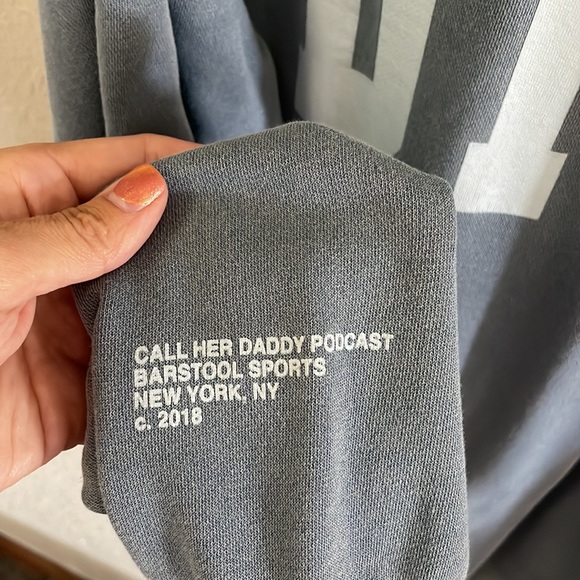 CALL HER DADDY PODCAST
BARSTOOL SPORTS
NEW YORK, NY
c. 2018